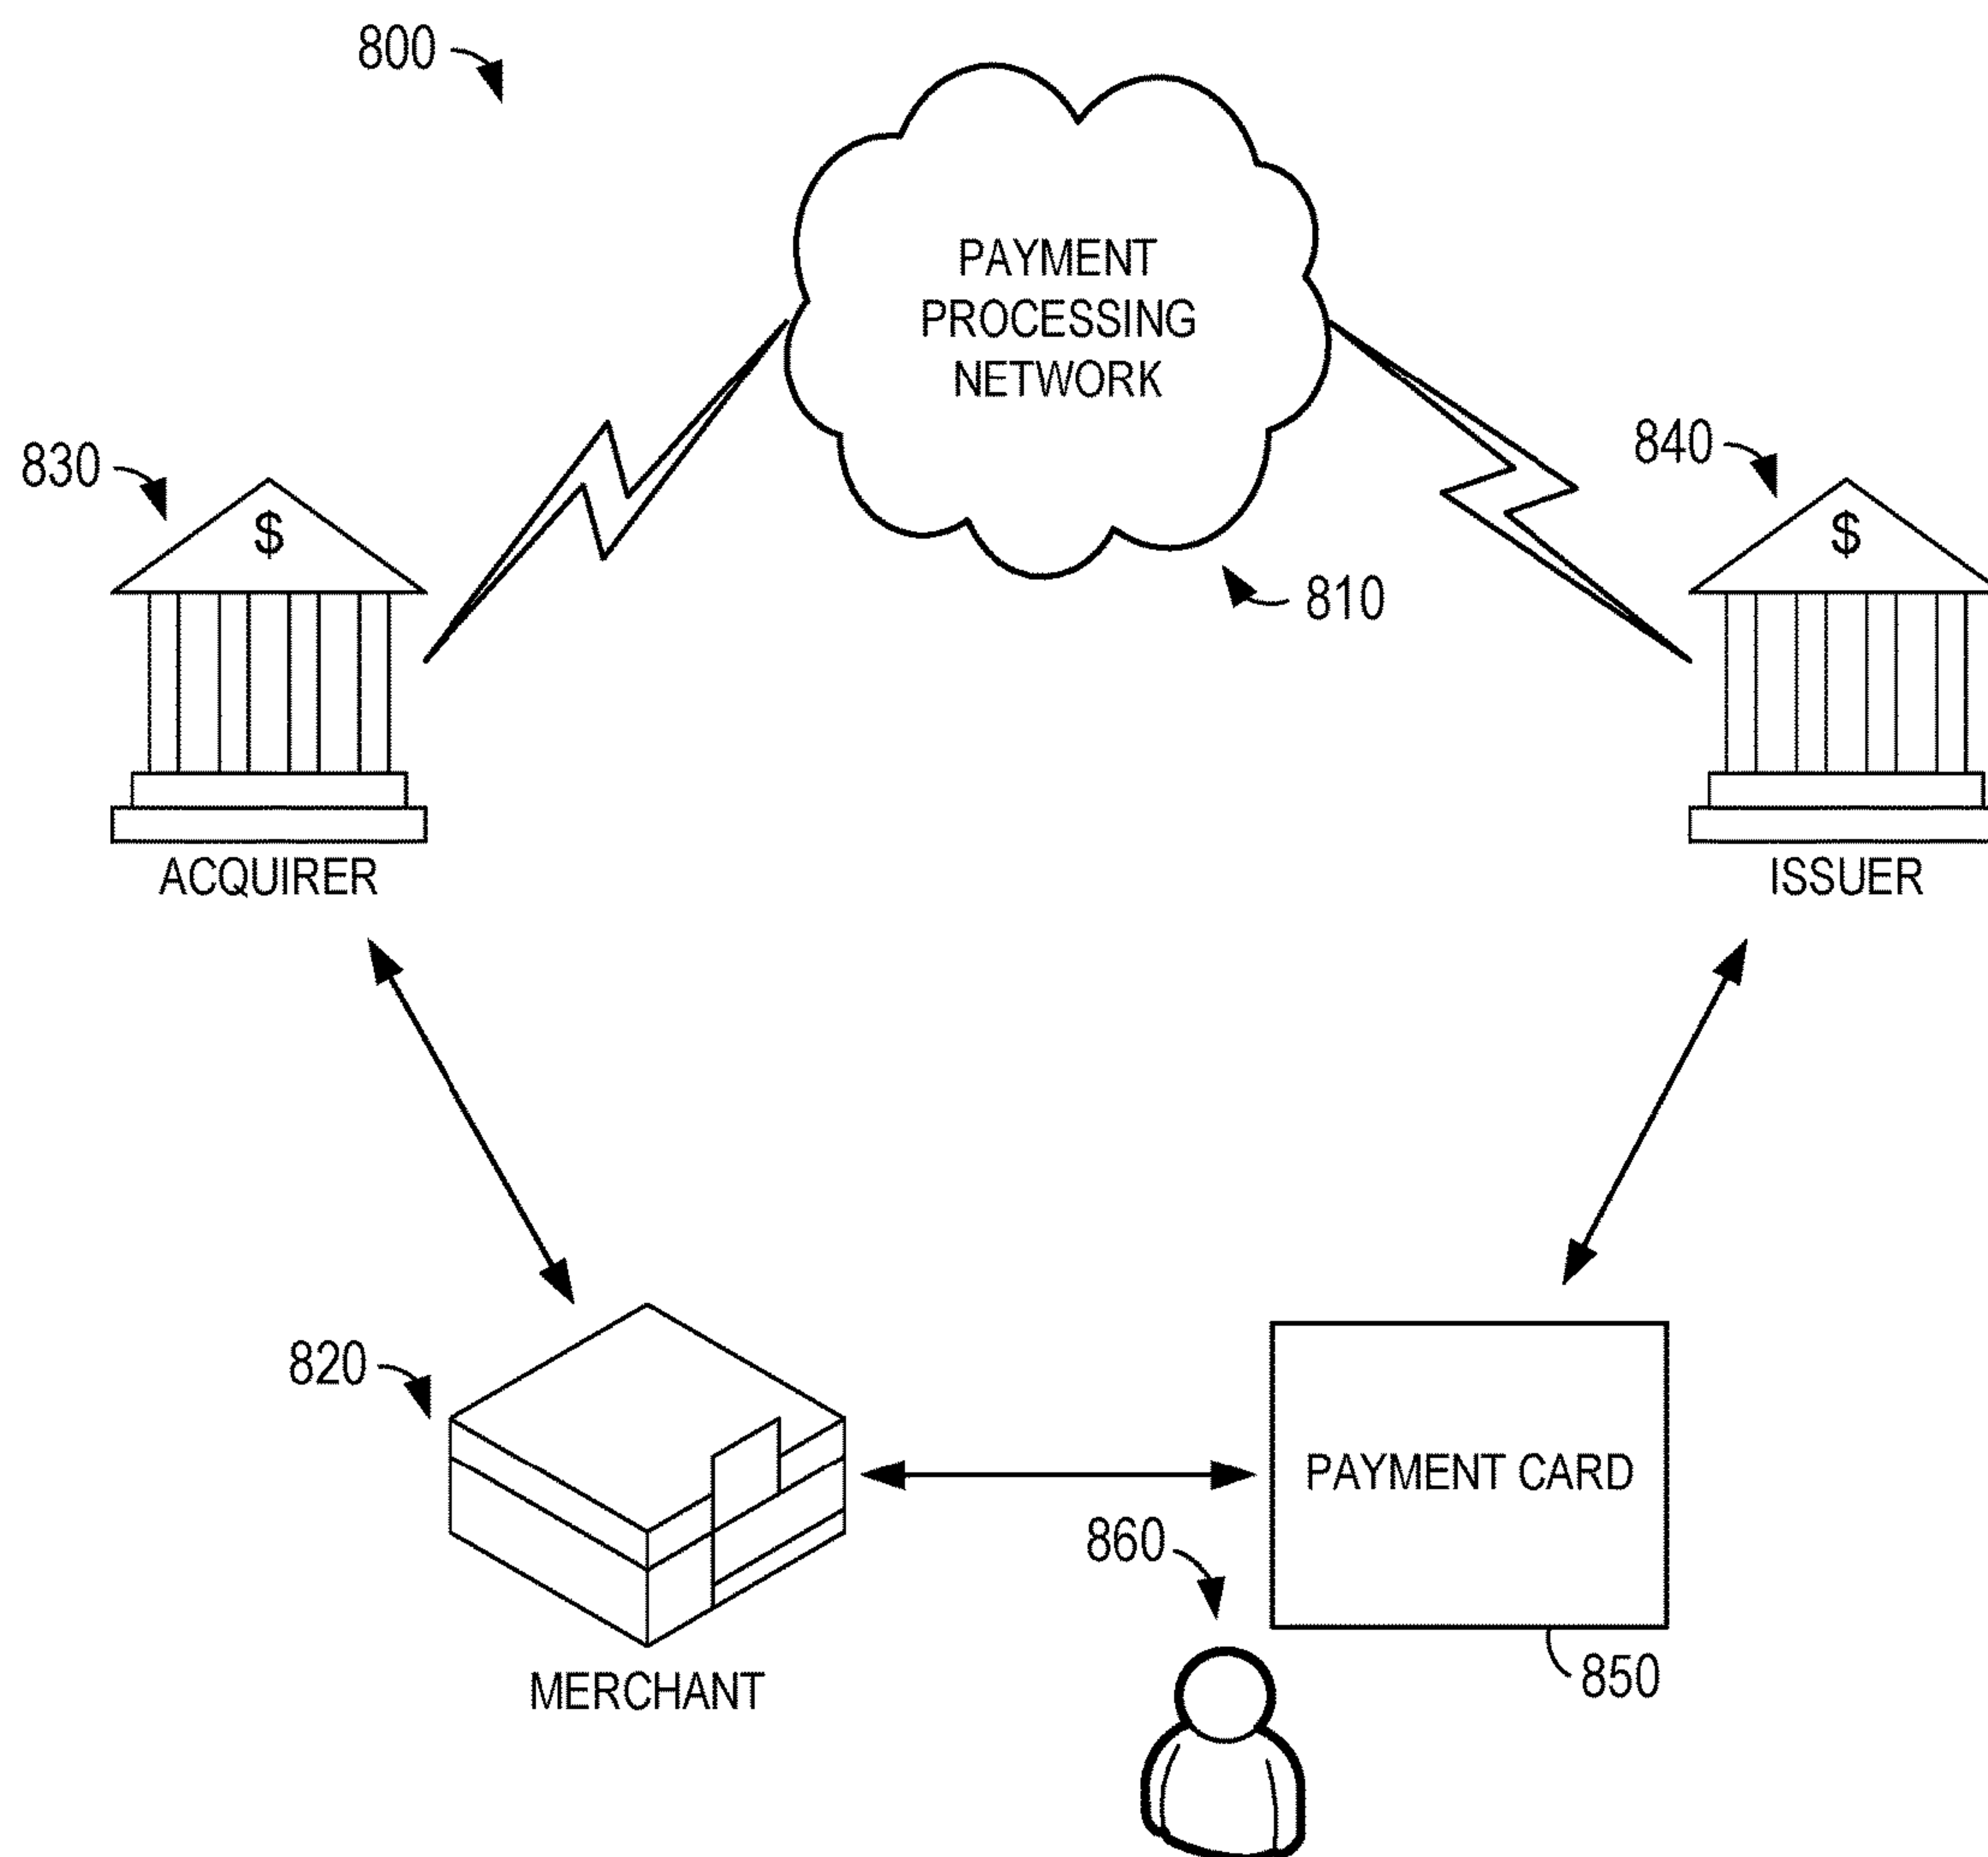 800
PAYMENT
PROCESSING
NETWORK
830
840
$
$
810
ACQUIRER
ISSUER
820
PAYMENT CARD
860
850
MERCHANT